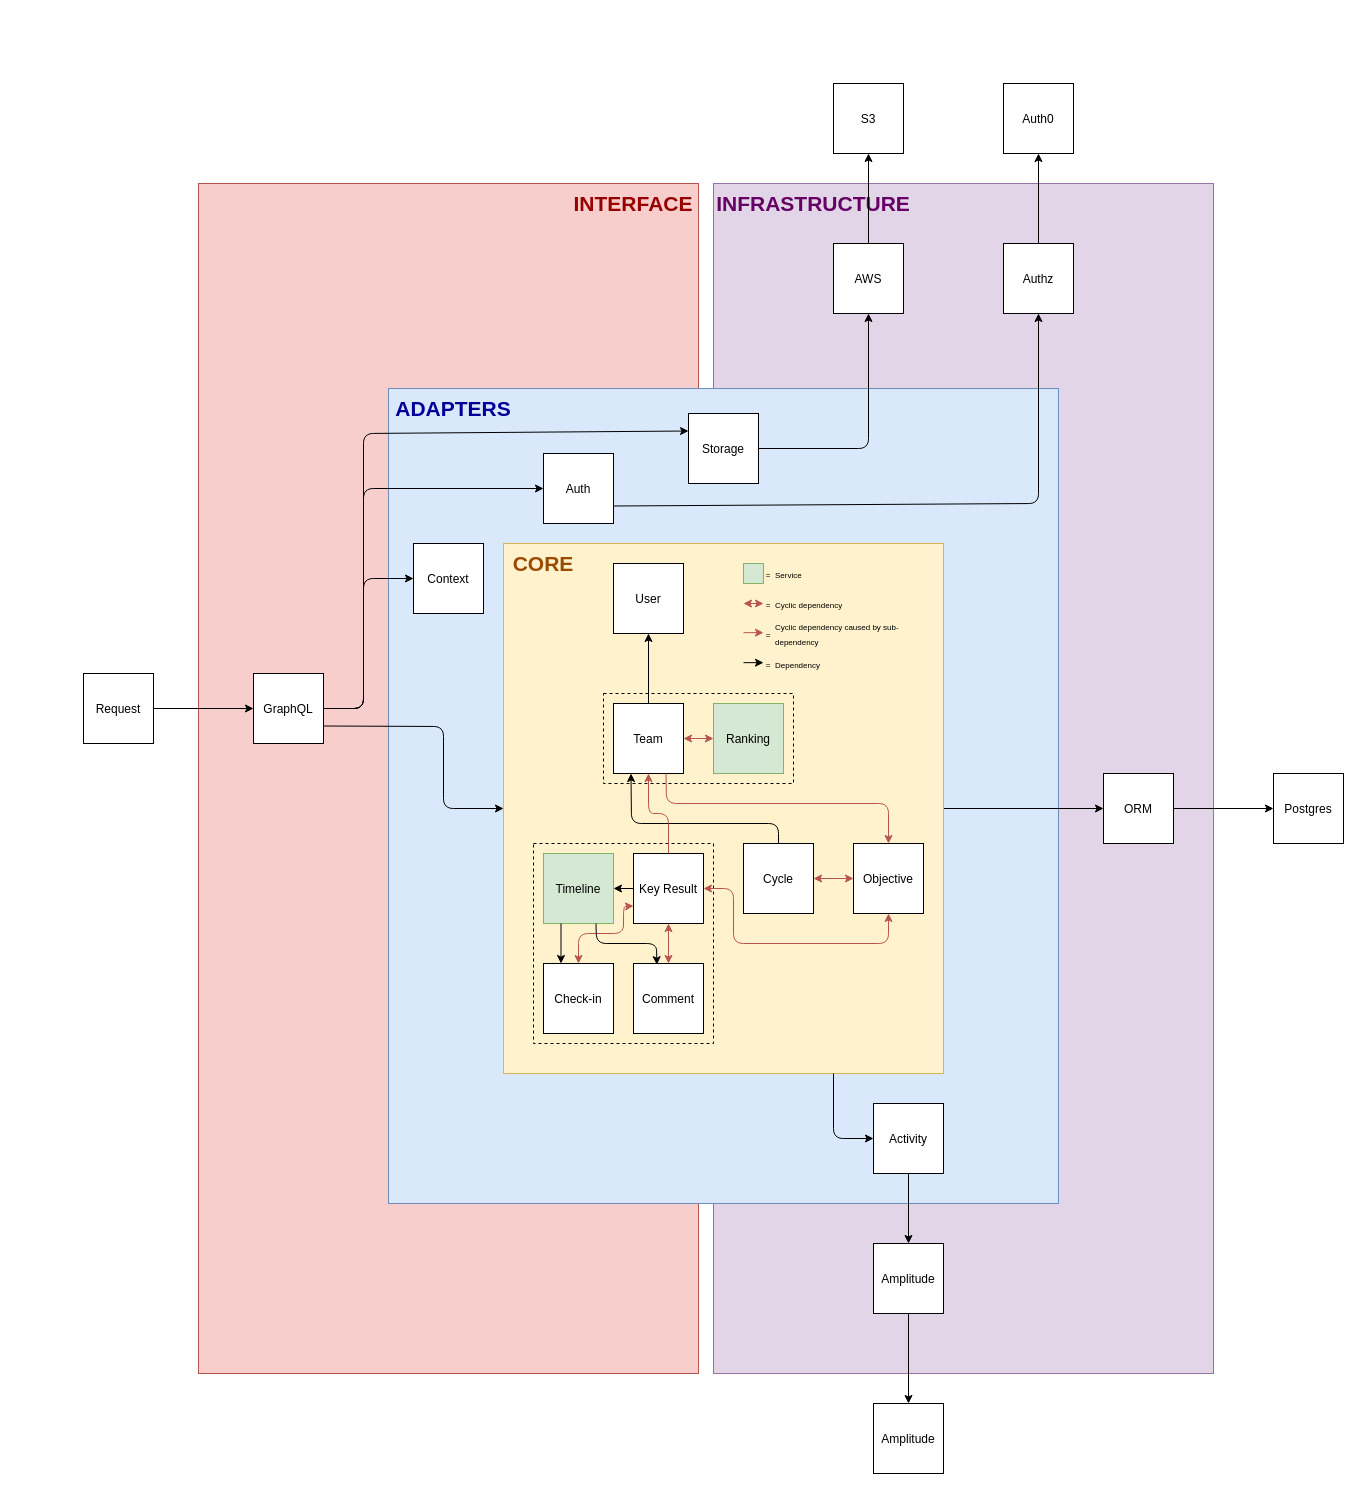 S3
Auth0
INTERFACE
INFRASTRUCTURE
AWS
Authz
ADAPTERS
Storage
Auth
Context
CORE
User
= Service
= Cyclic dependency
= Cyclic dependency caused by sub-
dependency
= Dependency
Request
GraphQL
Team
Ranking
ORM
Postgres
Timeline
Key Result
Cycle
Objective
Check-in
Comment
Activity
Amplitude
Amplitude